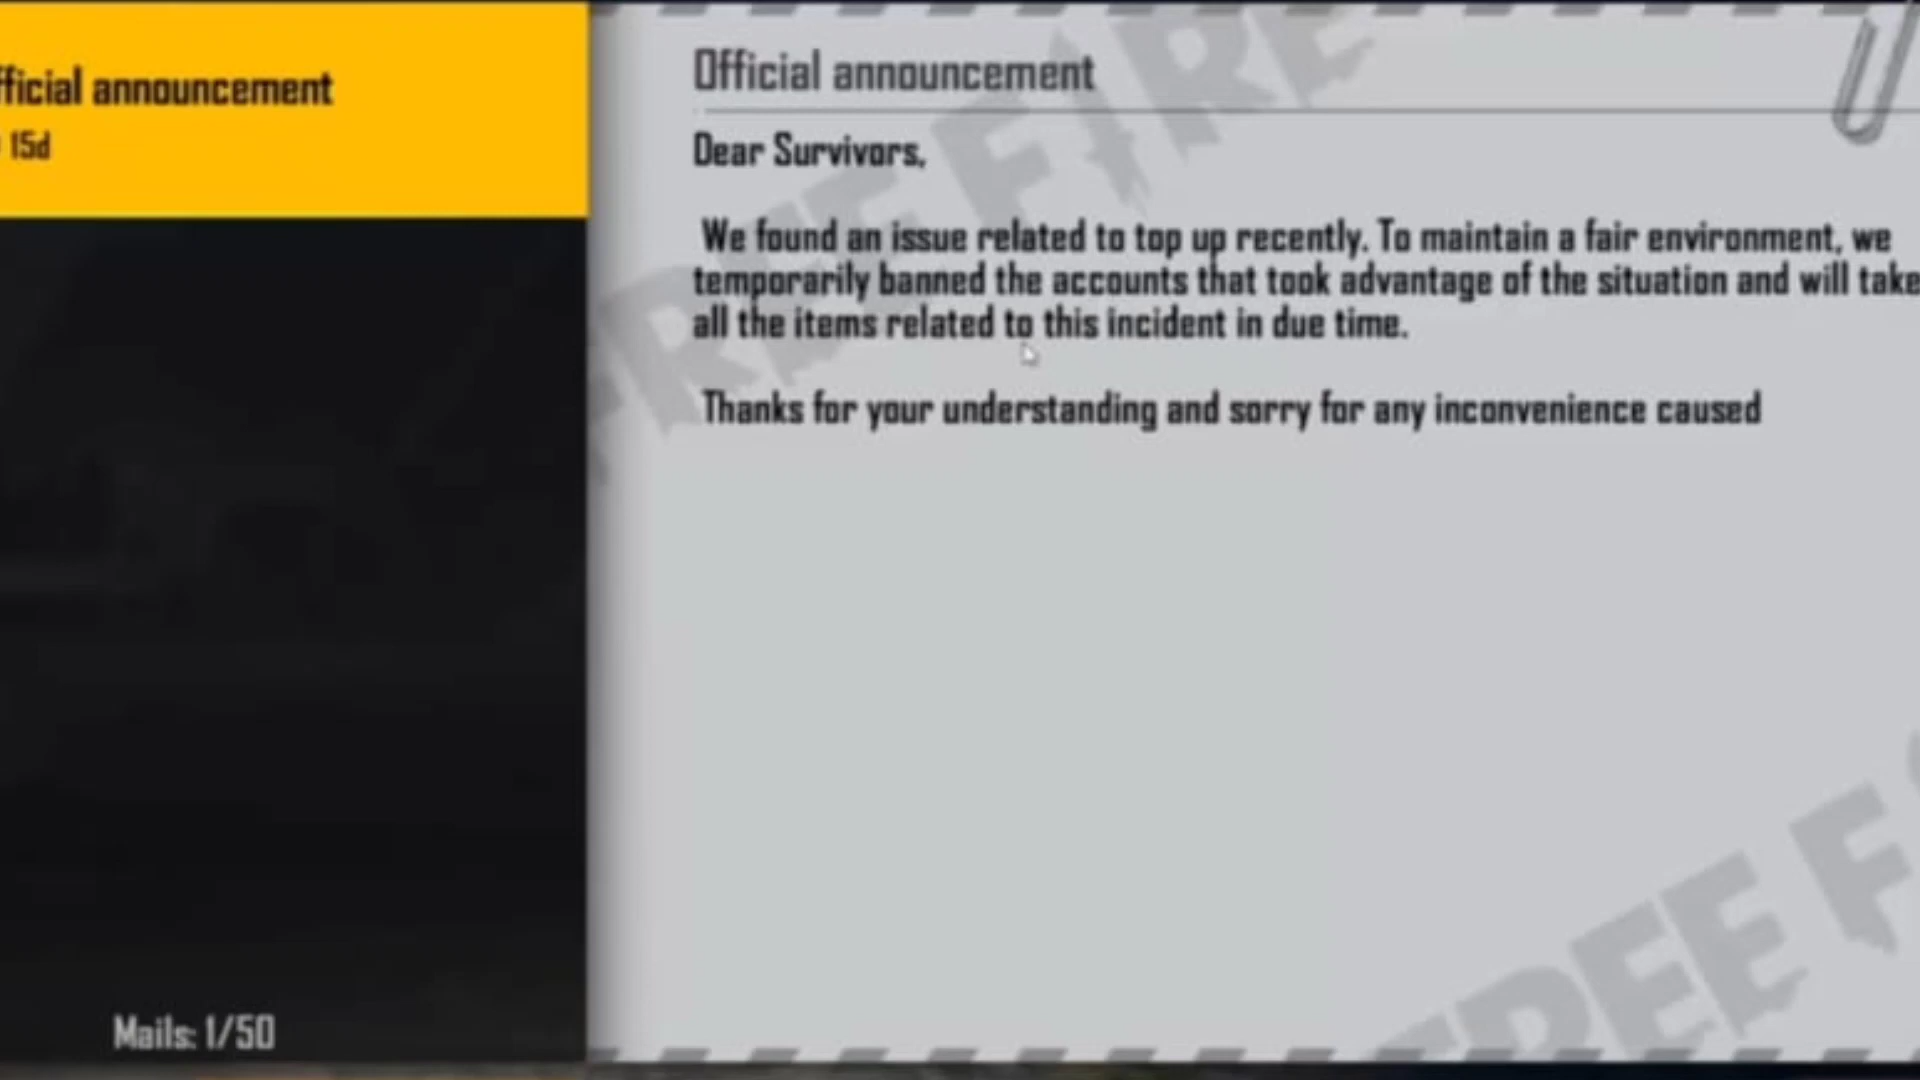 fficial announcement
15d
Official announcement
Dear Survivors,
We found an issue related to top up recently. To maintain a fair environment, we
temporarily banned the accounts that took advantage of the situation and will take
all the items related to this incident in due time.
Thanks for your understanding and sorry for any inconvenience caused
Mails: 1/50
FREE FIRE
FREE F